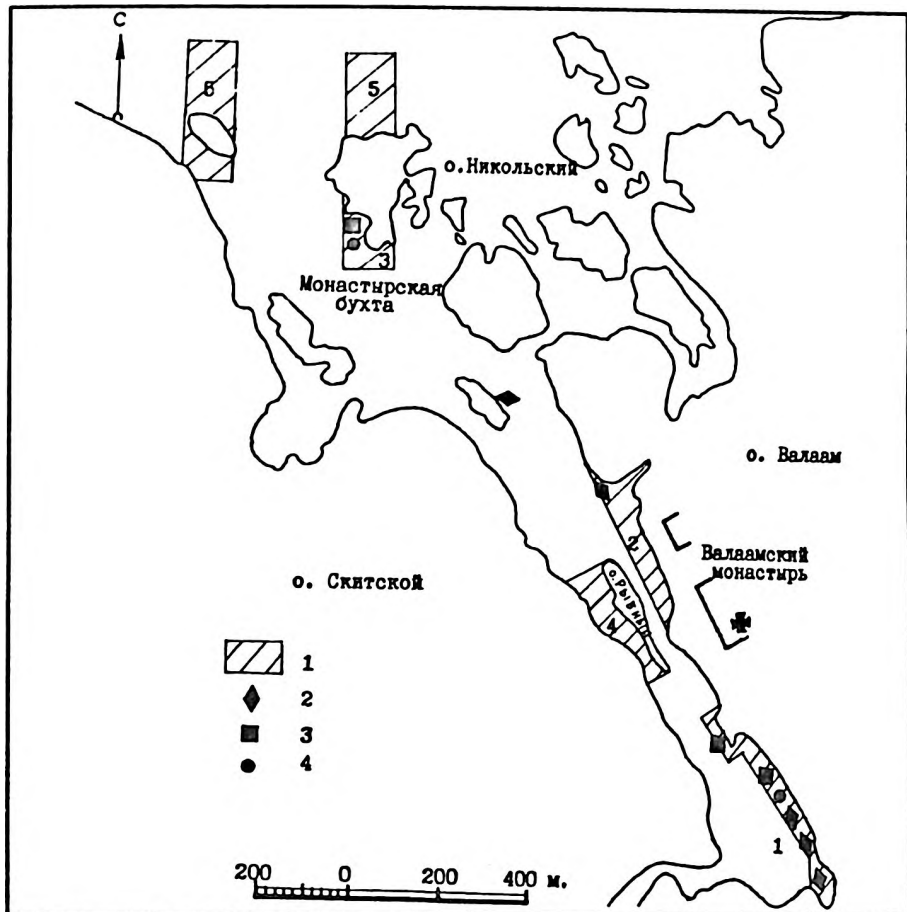 С
6
5
о.Никольский
3
Монастырская
бухта
о. Валаам
2
Валаамский
монастырь
о. Скитской
о.Рыбный
4
1
2
3
4
1
200 0 200 400 м.